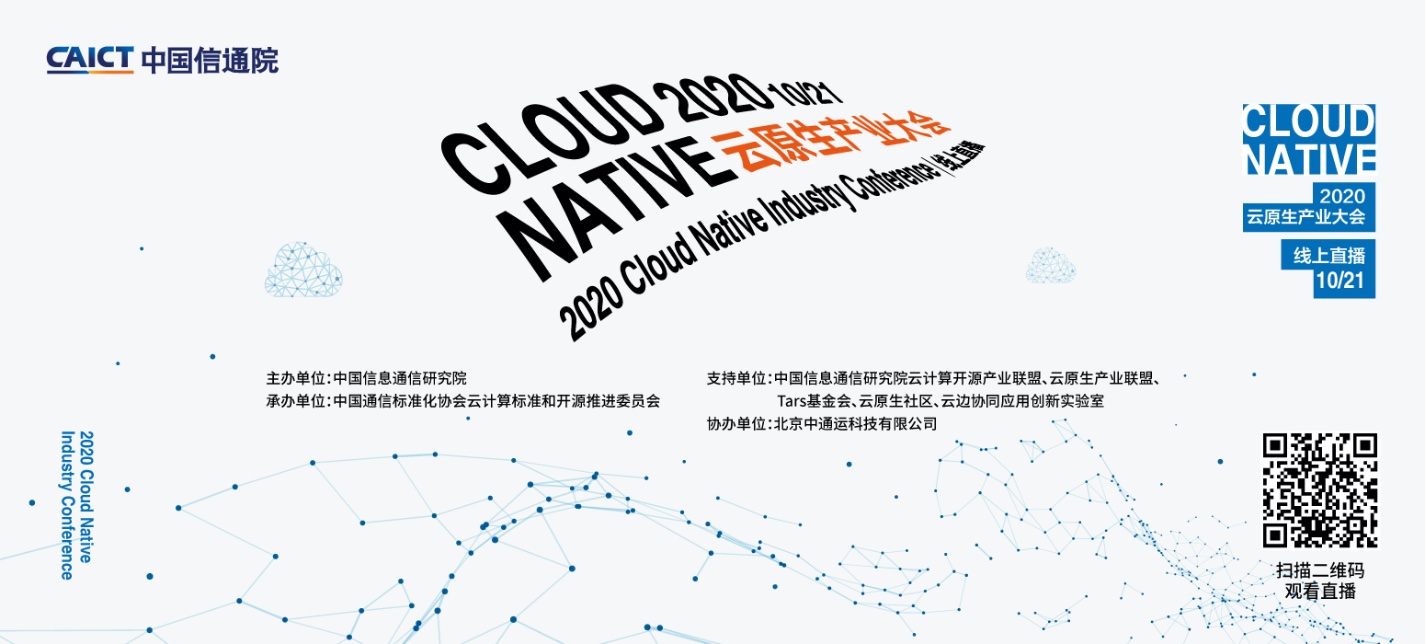 CAICT 中国信通院
CLOUD 2020 10/21
NATIVE 云原生产业大会
2020 Cloud Native Industry Conference | 线上直播
CLOUD
NATIVE
2020
云原生产业大会
线上直播
10/21
主办单位：中国信息通信研究院
承办单位：中国通信标准化协会云计算标准和开源推进委员会
支持单位：中国信息通信研究院云计算开源产业联盟、云原生产业联盟、
Tars基金会、云原生社区、云边协同应用创新实验室
协办单位：北京中通运科技有限公司
2020 Cloud Native
Industry Conference
扫描二维码
观看直播